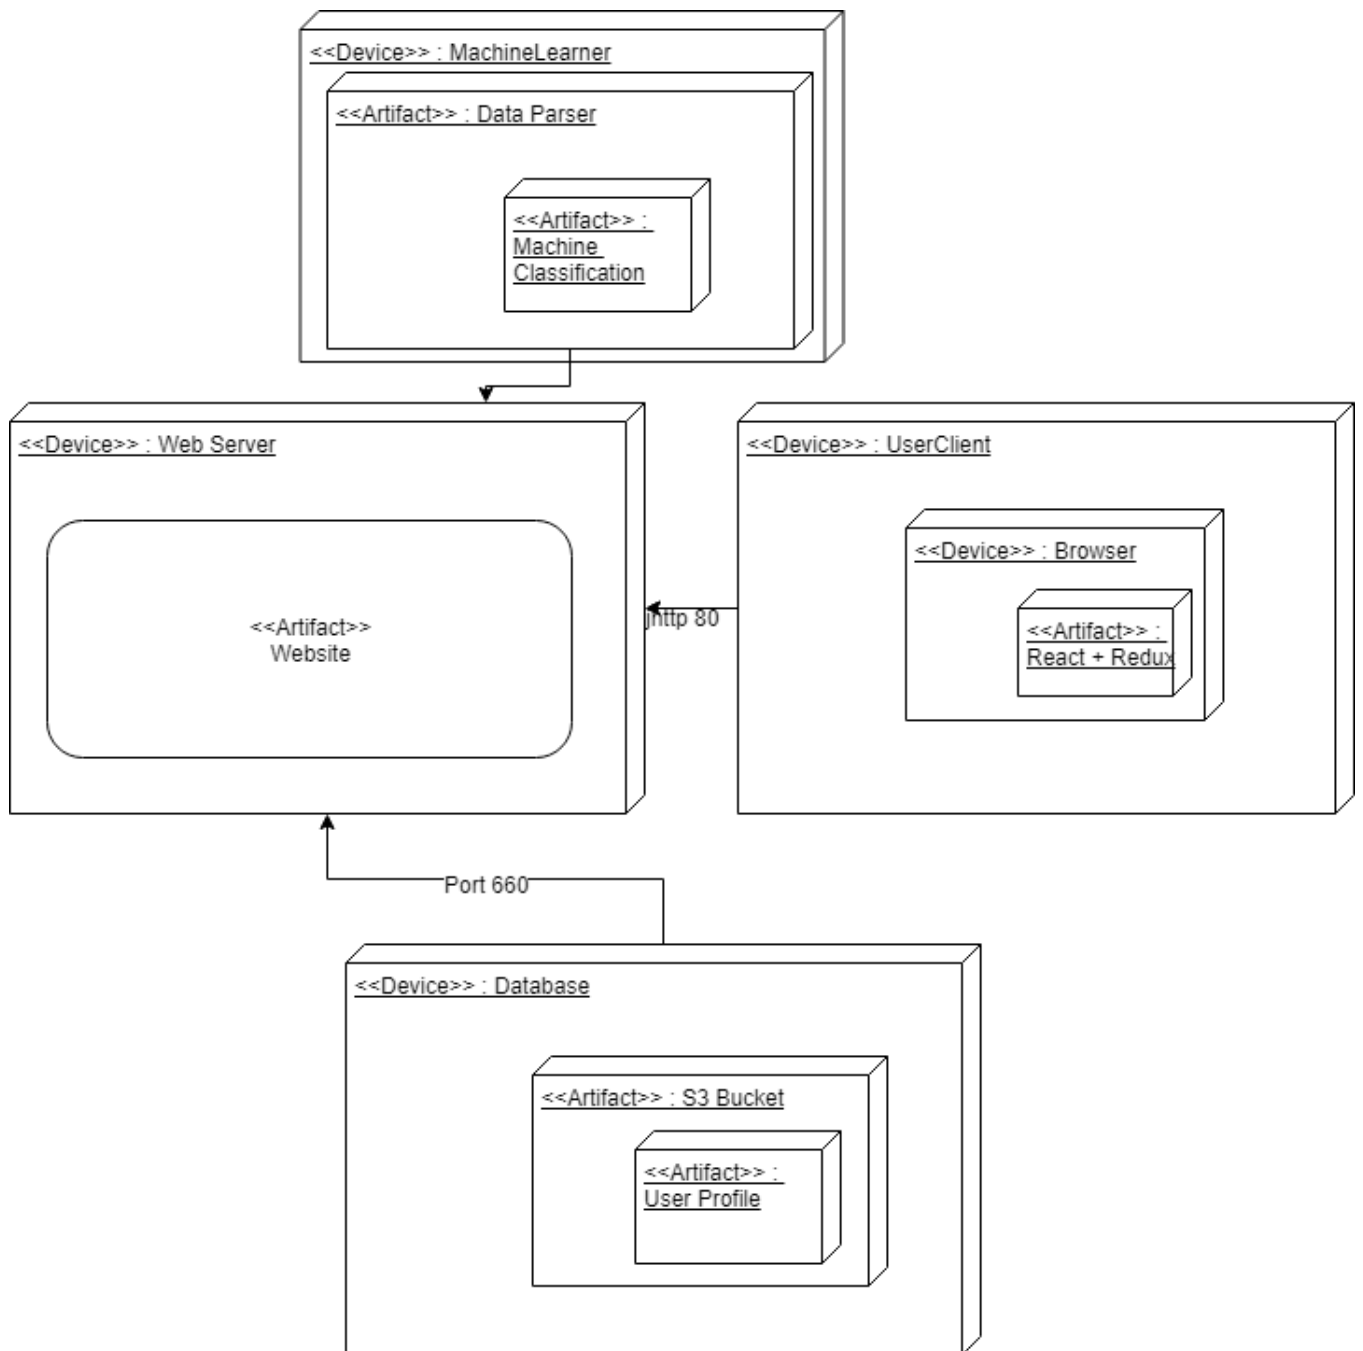 <<Device>> : MachineLearner
<<Artifact>> : Data Parser
<<Artifact>> :
Machine
Classification
<<Device>> : Web Server
<<Artifact>>
Website
<<Device>> : UserClient
<<Device>> : Browser
<<Artifact>> :
React + Redux
jhttp 80
Port 660
<<Device>> : Database
<<Artifact>> : S3 Bucket
<<Artifact>> :
User Profile